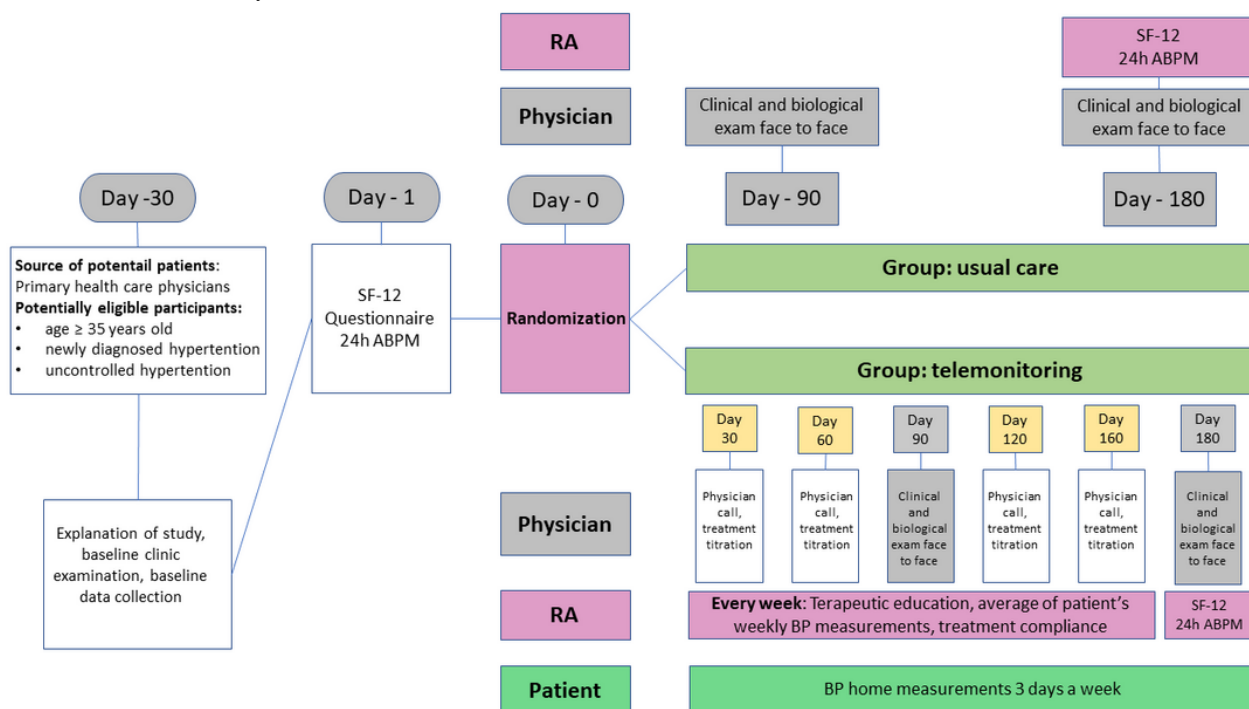 RA
SF-12
24h ABPM
Physician
Clinical and biological
exam face to face
Clinical and biological
exam face to face
Day -30
Day - 1
Day - 0
Day - 90
Day - 180
Source of potentail patients:
Primary health care physicians
Potentially eligible participants:
• age ≥ 35 years old
• newly diagnosed hypertention
• uncontrolled hypertention
SF-12
Questionnaire
24h ABPM
Randomization
Group: usual care
Group: telemonitoring
Explanation of study,
baseline clinic
examination, baseline
data collection
Day
30
Day
60
Day
90
Day
120
Day
160
Day
180
Physician
Physician
call,
treatment
titration
Physician
call,
treatment
titration
Clinical
and
biological
exam face
to face
Physician
call,
treatment
titration
Physician
call,
treatment
titration
Clinical
and
biological
exam face
to face
RA
Every week: Terapeutic education, average of patient's
weekly BP measurements, treatment compliance
SF-12
24h ABPM
Patient
BP home measurements 3 days a week